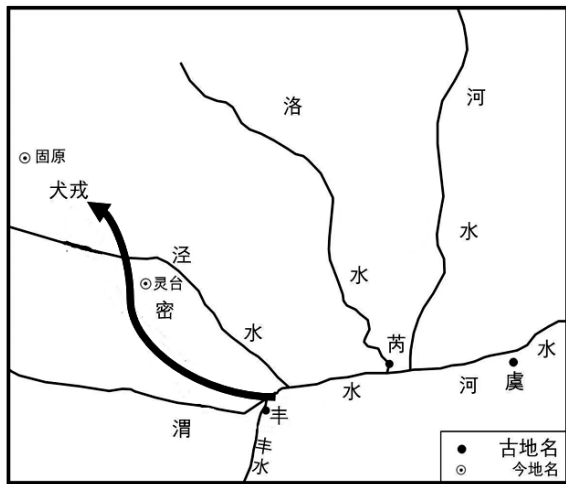 洛
河
固原
犬戎
水
泾
灵台
密
水
水
芮
水
水
河
虞
丰
渭
丰水
古地名
今地名